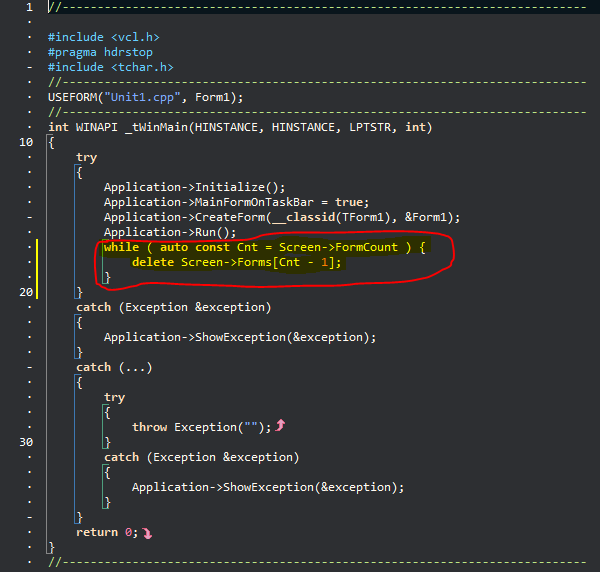 1 //---------------------------------------------------------------------------
#include <vcl.h>
#pragma hdrstop
#include <tchar.h>
//---------------------------------------------------------------------------
USEFORM("Unit1.cpp", Form1);
//---------------------------------------------------------------------------
int WINAPI _tWinMain(HINSTANCE, HINSTANCE, LPTSTR, int)
10 {
try
{
Application->Initialize();
Application->MainFormOnTaskBar = true;
Application->CreateForm(__classid(TForm1), &Form1);
Application->Run();
while ( auto const Cnt = Screen->FormCount ) {
delete Screen->Forms[Cnt - 1];
}
20 }
catch (Exception &exception)
{
Application->ShowException(&exception);
}
catch (...)
{
try
{
throw Exception("");
30 }
catch (Exception &exception)
{
Application->ShowException(&exception);
}
}
return 0;
}
//---------------------------------------------------------------------------